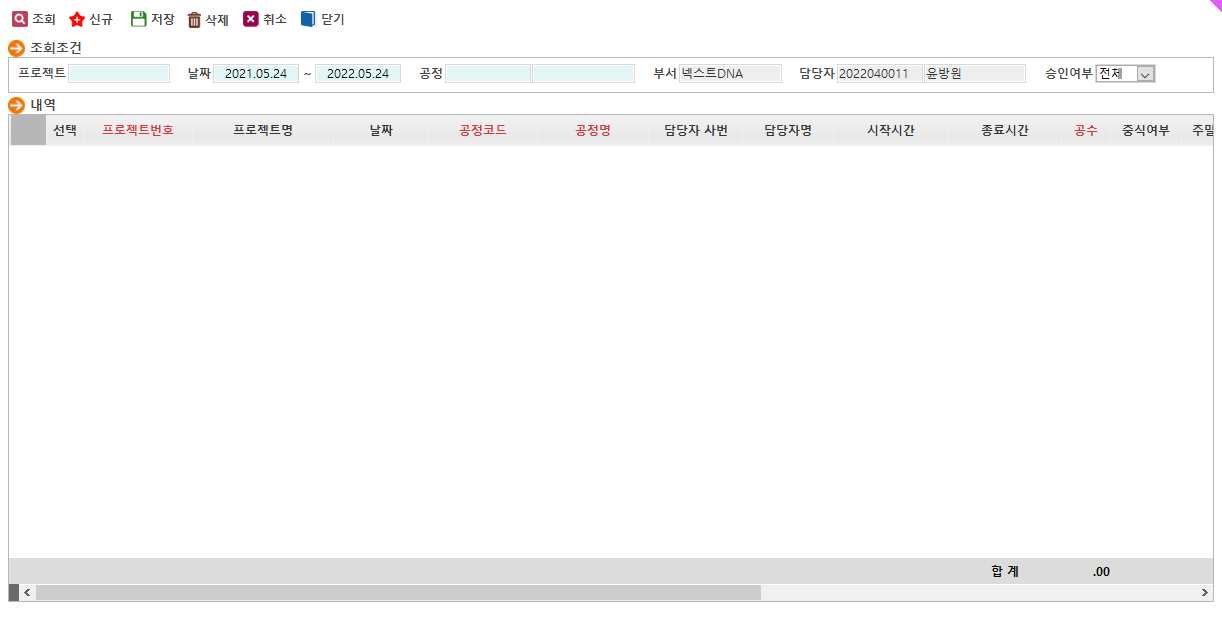 조회 신규 저장 삭제 취소 닫기
조회조건
프로젝트 날짜 2021.05.24 ~ 2022.05.24 공정 부서 넥스트DNA 담당자 2022040011 윤방원 승인여부 전체
내역
선택 프로젝트번호 프로젝트명 날짜 공정코드 공정명 담당자 사번 담당자명 시작시간 종료시간 공수 중식여부 주말
합 계 .00